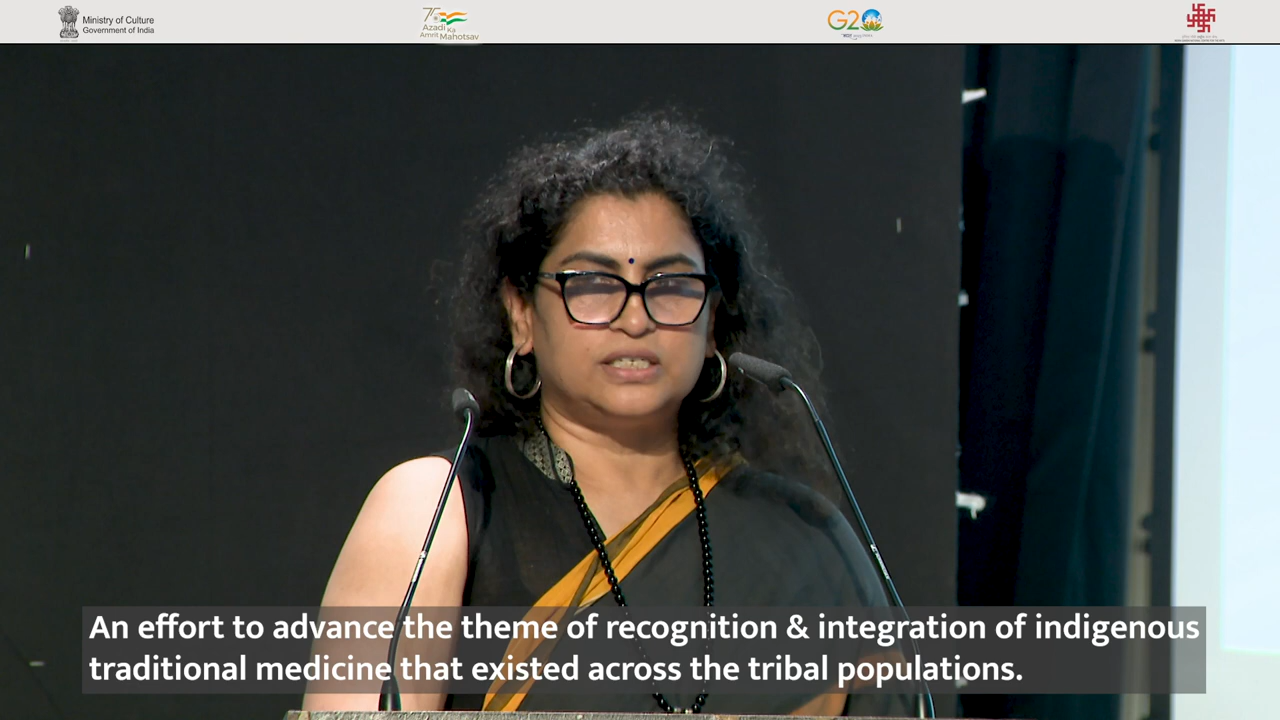 Ministry of Culture
Government of India
75
Azadi Ka
Amrit Mahotsav
G20
An effort to advance the theme of recognition & integration of indigenous
traditional medicine that existed across the tribal populations.